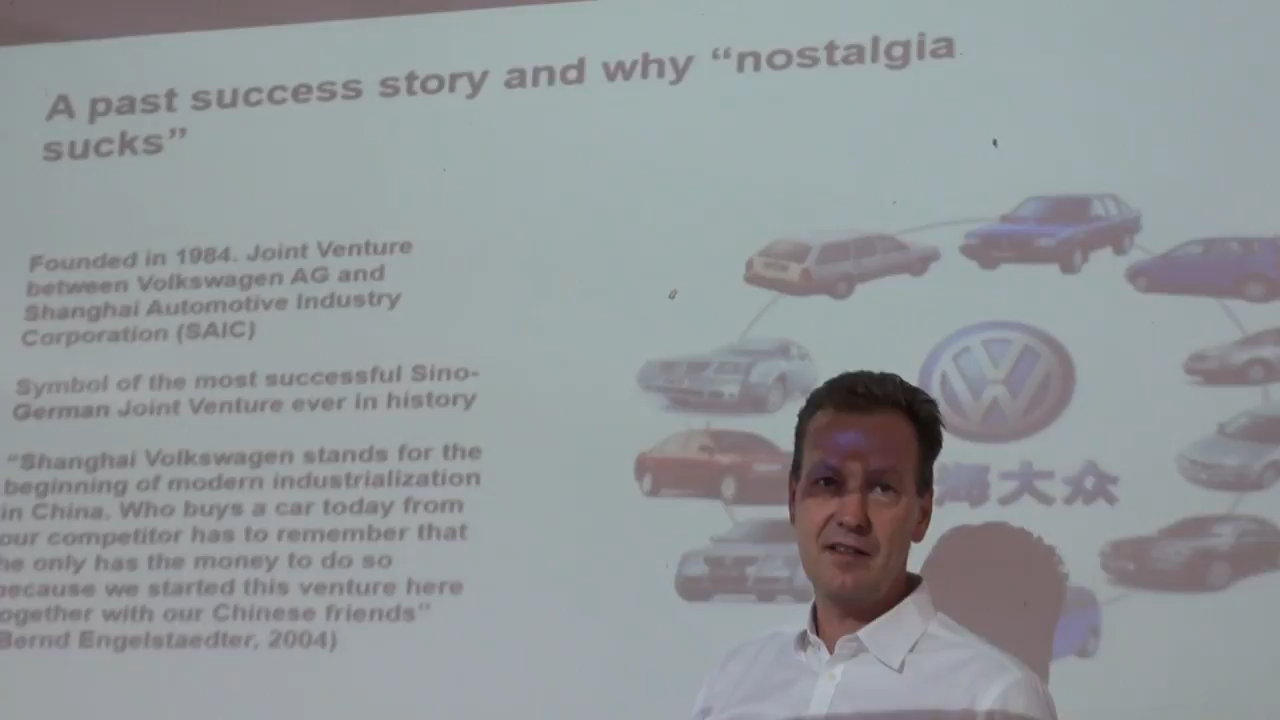 A past success story and why “nostalgia
sucks”
Founded in 1984. Joint Venture
between Volkswagen AG and
Shanghai Automotive Industry
Corporation (SAIC)
Symbol of the most successful Sino-
German Joint Venture ever in history
“Shanghai Volkswagen stands for the
beginning of modern industrialization
in China. Who buys a car today from
our competitor has to remember that
he only has the money to do so
because we started this venture here
together with our Chinese friends”
Bernd Engelstaedter, 2004)
VW
海大众